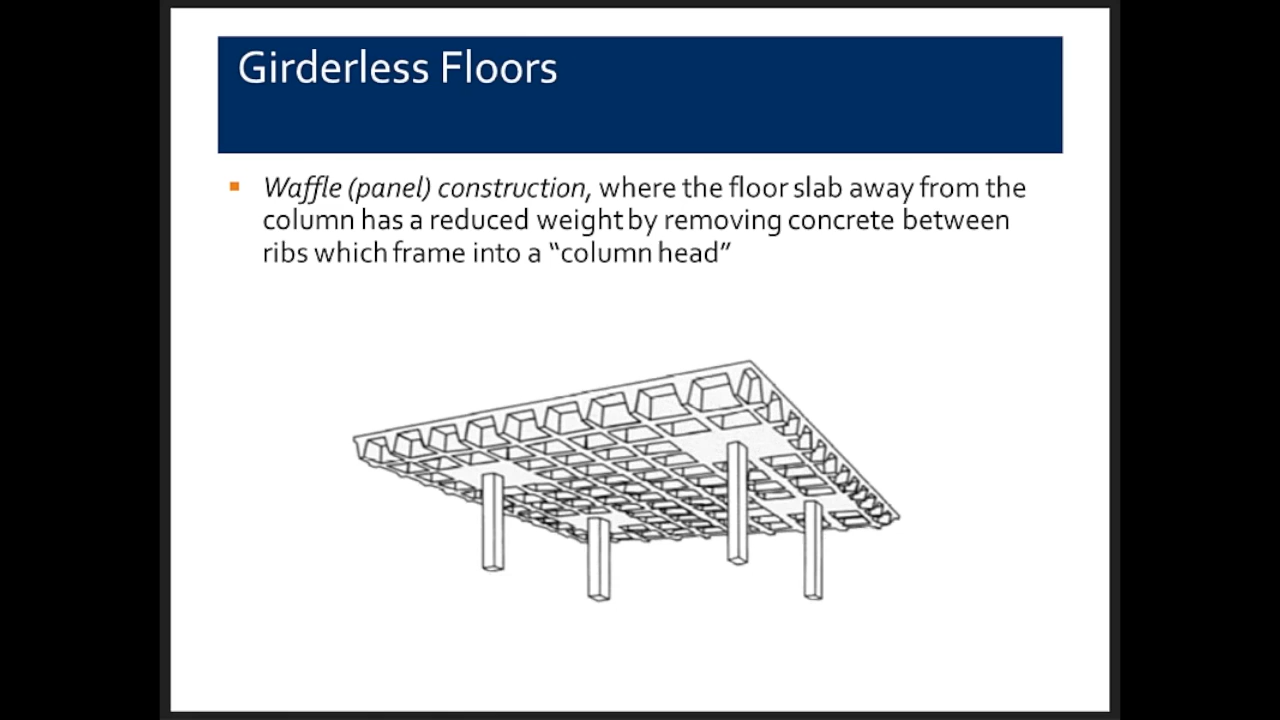 Girderless Floors
Waffle (panel) construction, where the floor slab away from the
column has a reduced weight by removing concrete between
ribs which frame into a “column head”